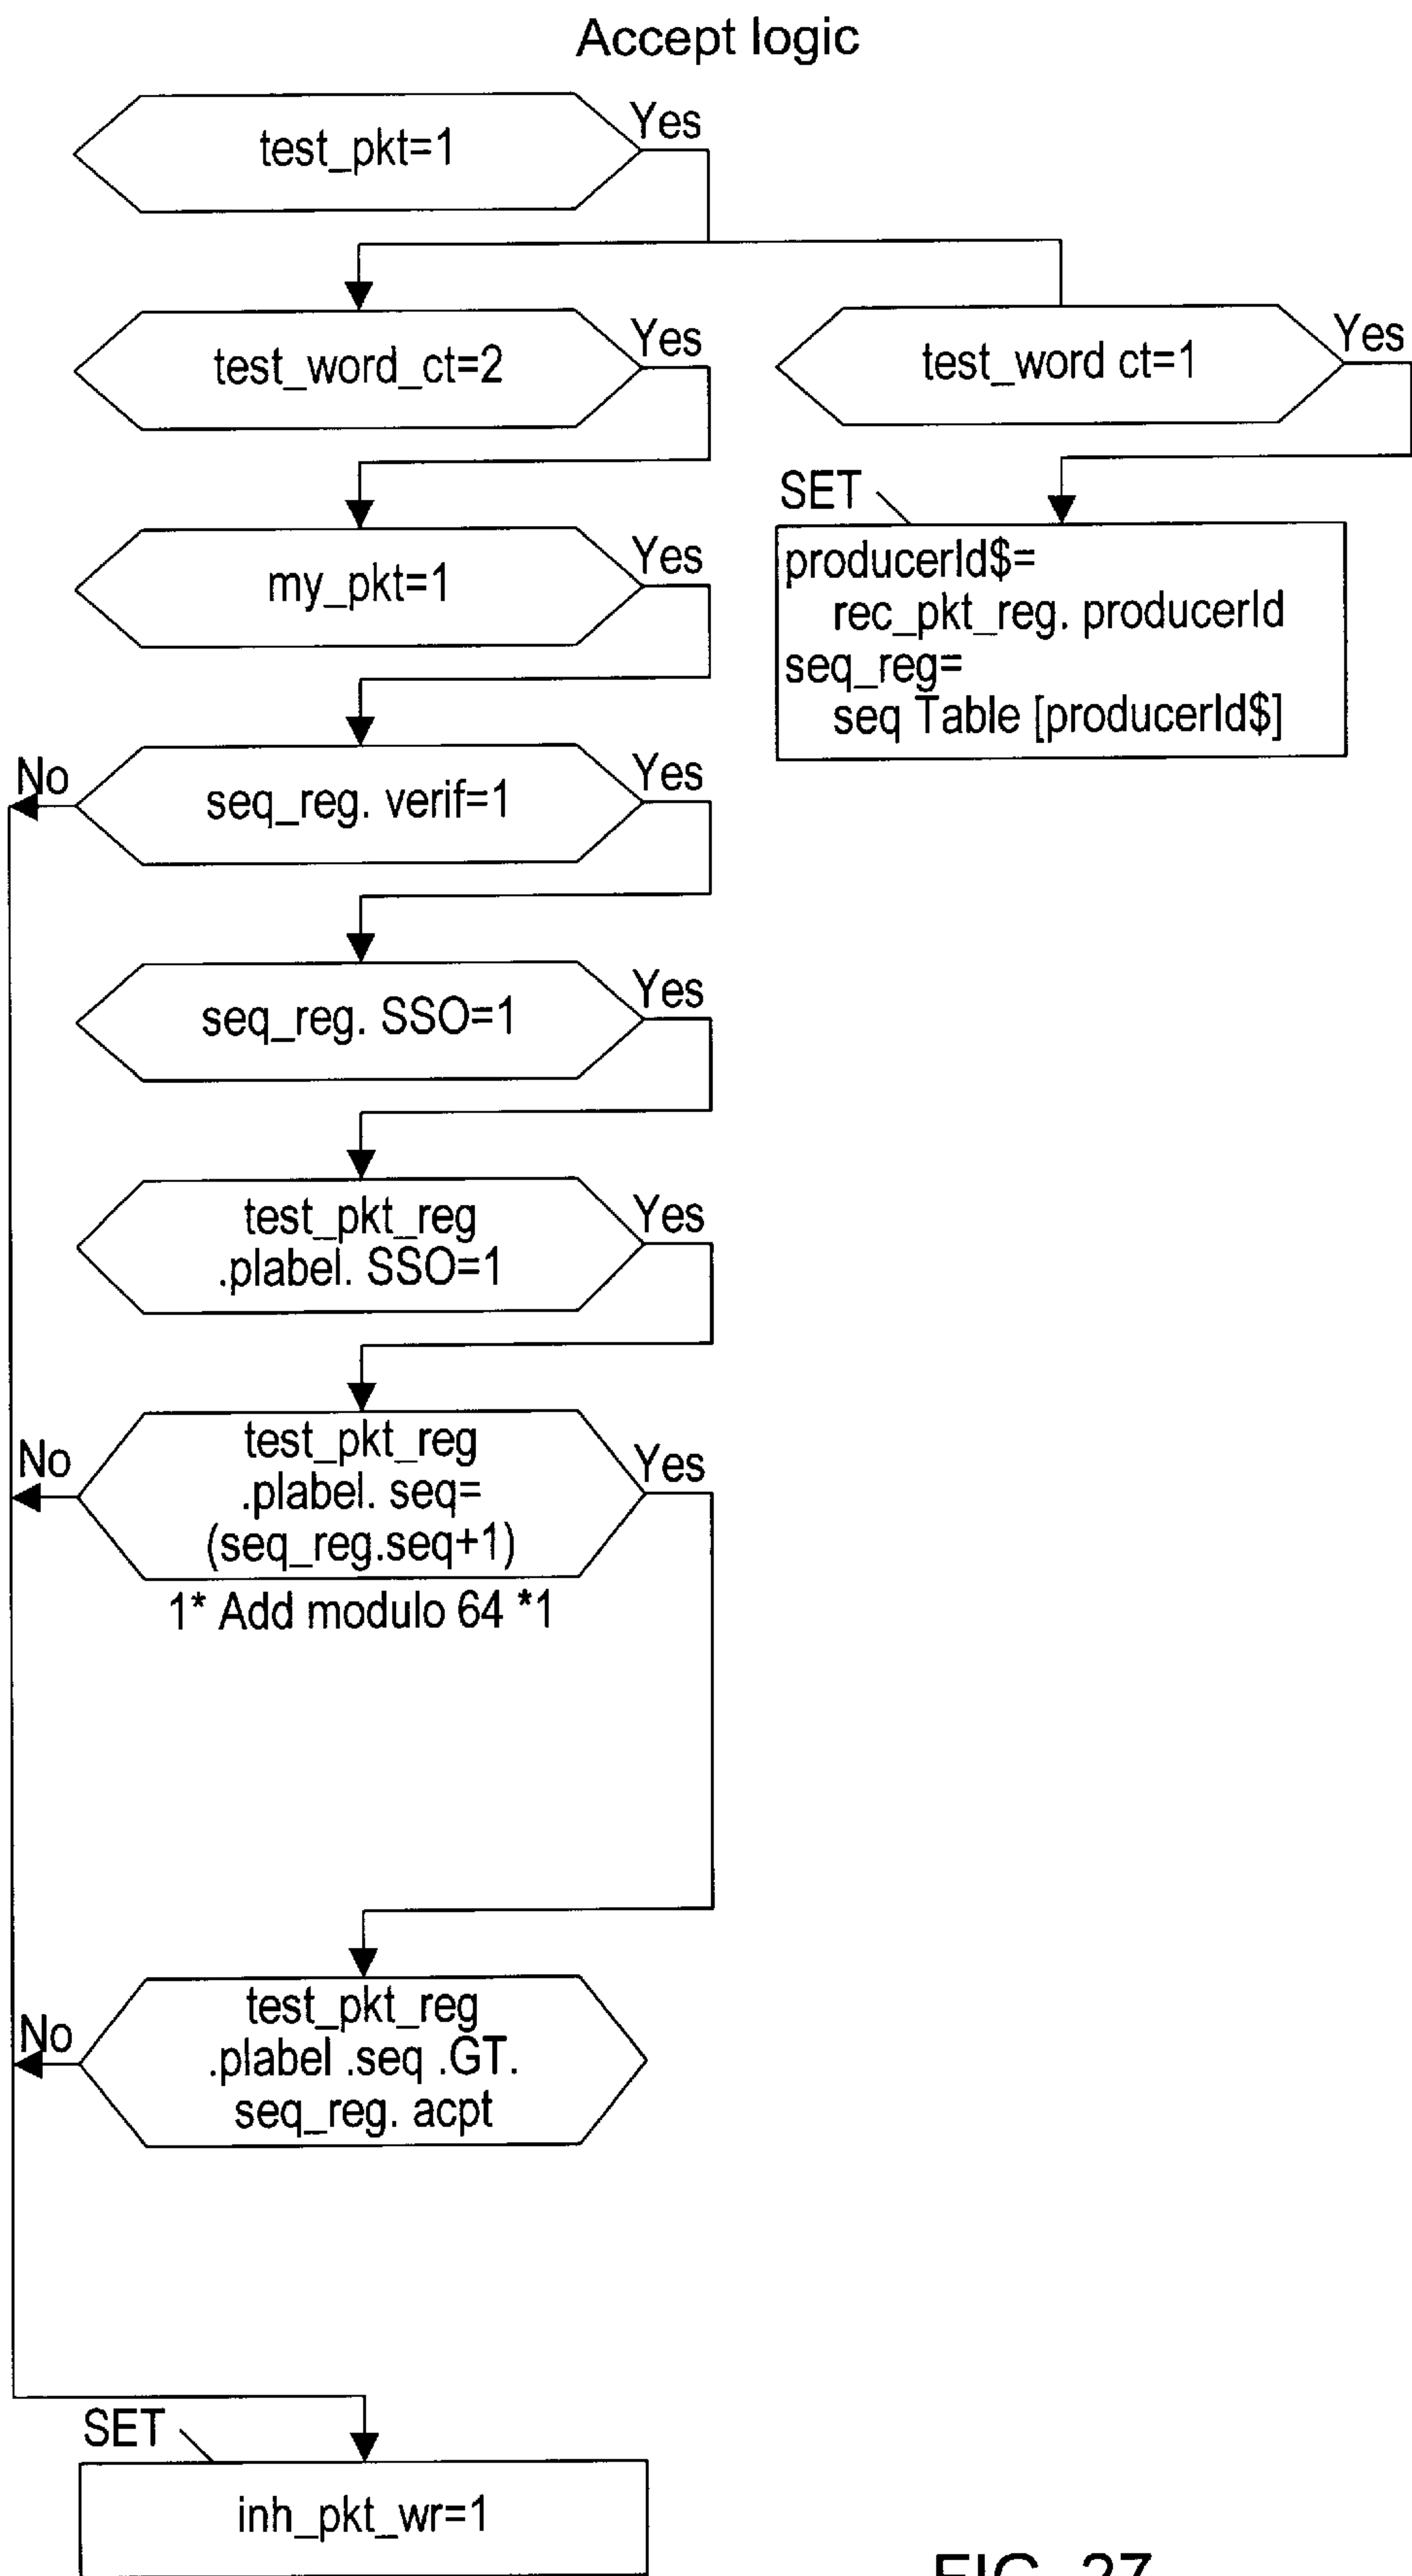 Accept logic
test_pkt=1
Yes
test_word_ct=2
Yes
test_word ct=1
Yes
my_pkt=1
Yes
SET
producerId$=
rec_pkt_reg. producerId
seq_reg=
seq Table [producerId$]
No
seq_reg. verif=1
Yes
seq_reg. SSO=1
Yes
test_pkt_reg
.plabel. SSO=1
Yes
No
test_pkt_reg
.plabel. seq=
(seq_reg.seq+1)
Yes
1* Add modulo 64 *1
No
test_pkt_reg
.plabel .seq .GT.
seq_reg. acpt
SET
inh_pkt_wr=1
FIG. 27